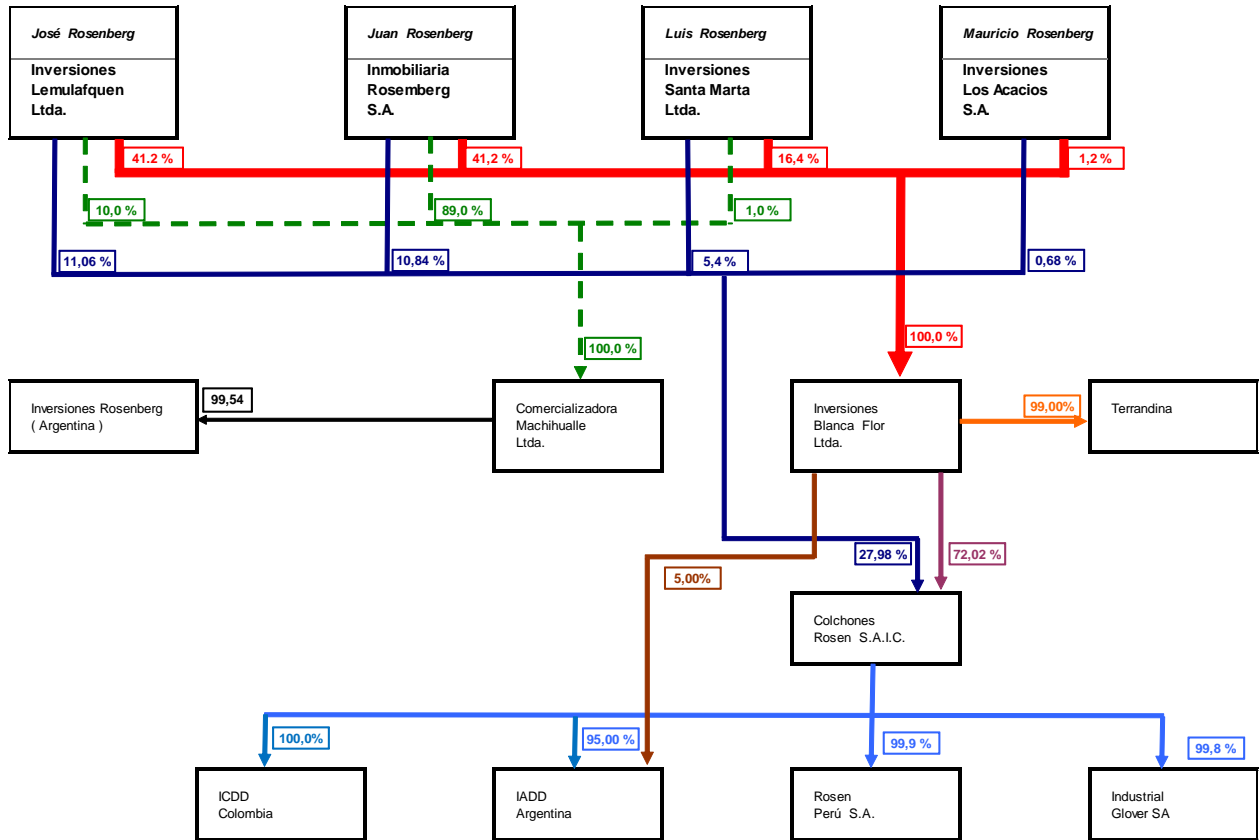 José Rosenberg
Inversiones
Lemulafquen
Ltda.
Juan Rosenberg
Inmobiliaria
Rosemberg
S.A.
Luis Rosenberg
Inversiones
Santa Marta
Ltda.
Mauricio Rosenberg
Inversiones
Los Acacios
S.A.
41.2 %
41,2 %
16,4 %
1,2 %
10,0 %
89,0 %
1,0 %
11,06 %
10,84 %
5,4 %
0,68 %
100,0 %
100,0 %
Inversiones Rosenberg
( Argentina )
99,54
Comercializadora
Machihualle
Ltda.
Inversiones
Blanca Flor
Ltda.
99,00%
Terrandina
27,98 %
72,02 %
5,00%
Colchones
Rosen S.A.I.C.
100,0%
95,00 %
99,9 %
99,8 %
ICDD
Colombia
IADD
Argentina
Rosen
Perú S.A.
Industrial
Glover SA